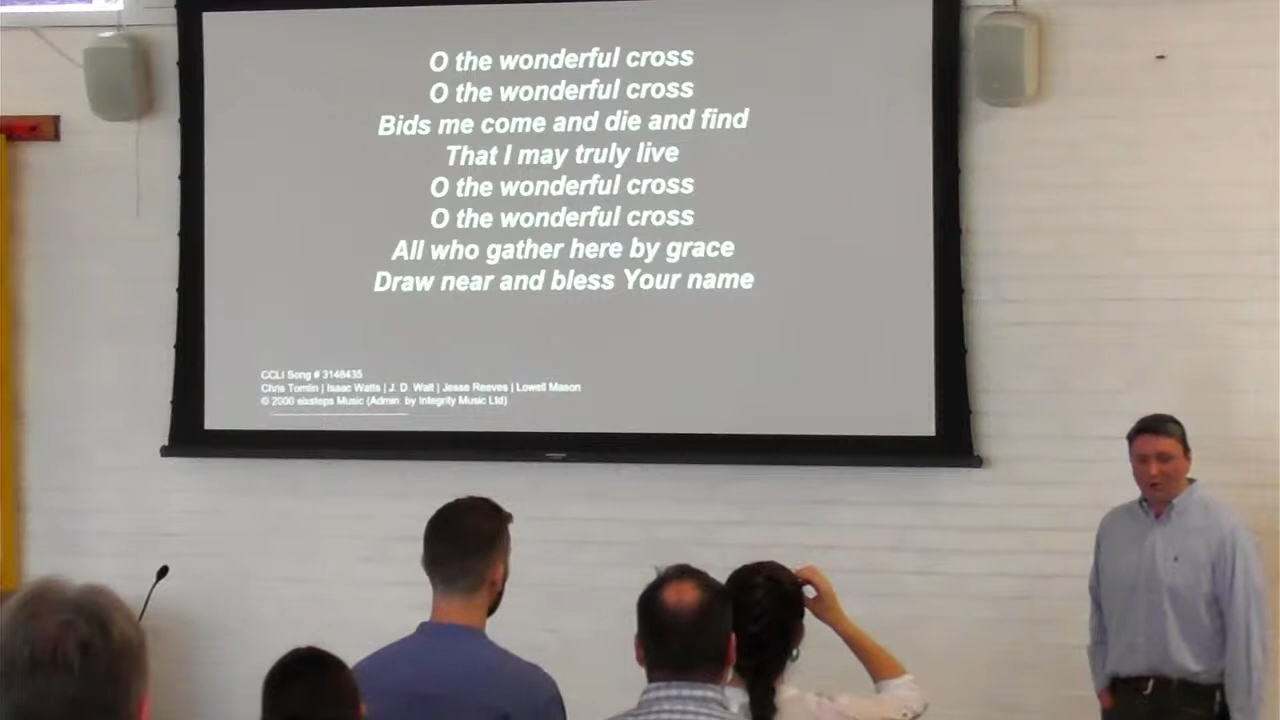 O the wonderful cross
O the wonderful cross
Bids me come and die and find
That I may truly live
O the wonderful cross
O the wonderful cross
All who gather here by grace
Draw near and bless Your name
CCLI Song # 3148435
Chris Tomlin | Isaac Watts | J. D. Walt | Jesse Reeves | Lowell Mason
© 2000 sixsteps Music (Admin. by Integrity Music Ltd)